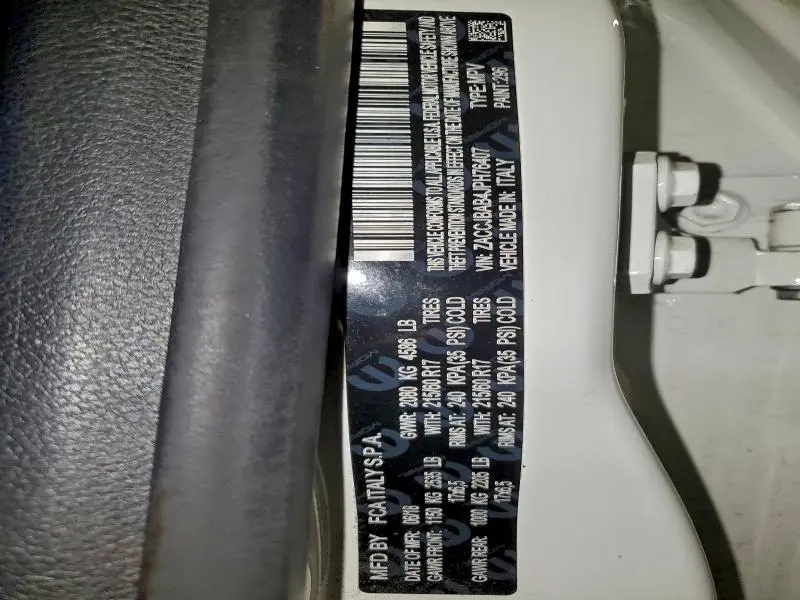 MFD BY FCA ITALY S.P.A.
DATE OF MFR: 06/18 GVWR: 2080 KG 4586 LB
GAWR FRONT: 1150 KG 2535 LB WITH: 215/60 R17 TIRES
17x6,5 RIMS AT: 240 KPA(35 PSI) COLD
GAWR REAR: 1000 KG 2205 LB WITH: 215/60 R17 TIRES
17x6,5 RIMS AT: 240 KPA(35 PSI) COLD
THIS VEHICLE CONFORMS TO ALL APPLICABLE U.S.A. FEDERAL MOTOR VEHICLE SAFETY AND
THEFT PREVENTION STANDARDS IN EFFECT ON THE DATE OF MANUFACTURE SHOWN ABOVE
VIN: ZACCJBAB4JPH76407 TYPE: MPV
VEHICLE MADE IN: ITALY PAINT: 296